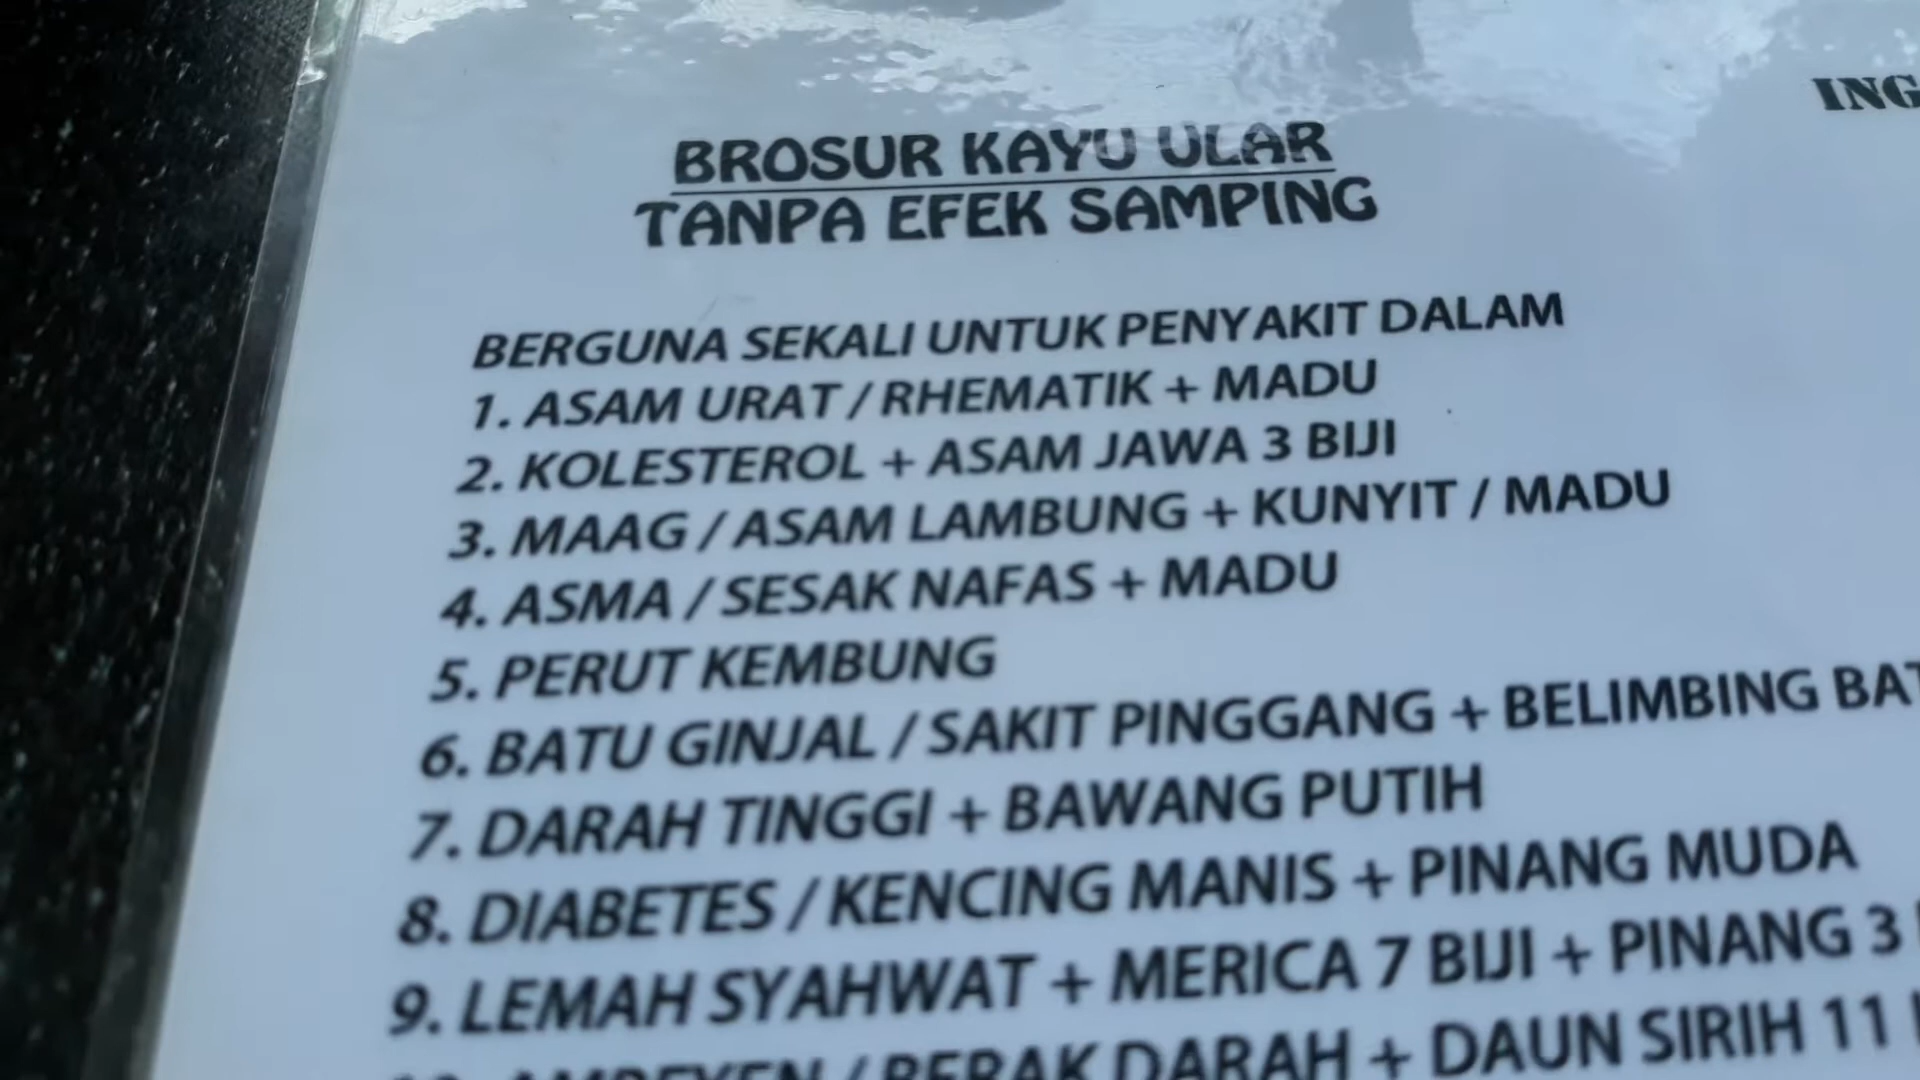 BROSUR KAYU ULAR
TANPA EFEK SAMPING
BERGUNA SEKALI UNTUK PENYAKIT DALAM
1. ASAM URAT / RHEMATIK + MADU
2. KOLESTEROL + ASAM JAWA 3 BIJI
3. MAAG / ASAM LAMBUNG + KUNYIT / MADU
4. ASMA / SESAK NAFAS + MADU
5. PERUT KEMBUNG
6. BATU GINJAL / SAKIT PINGGANG + BELIMBING
7. DARAH TINGGI + BAWANG PUTIH
8. DIABETES / KENCING MANIS + PINANG MUDA
9. LEMAH SYAHWAT + MERICA 7 BIJI + PINANG 3
/ BERAK DARAH + DAUN SIRIH 11